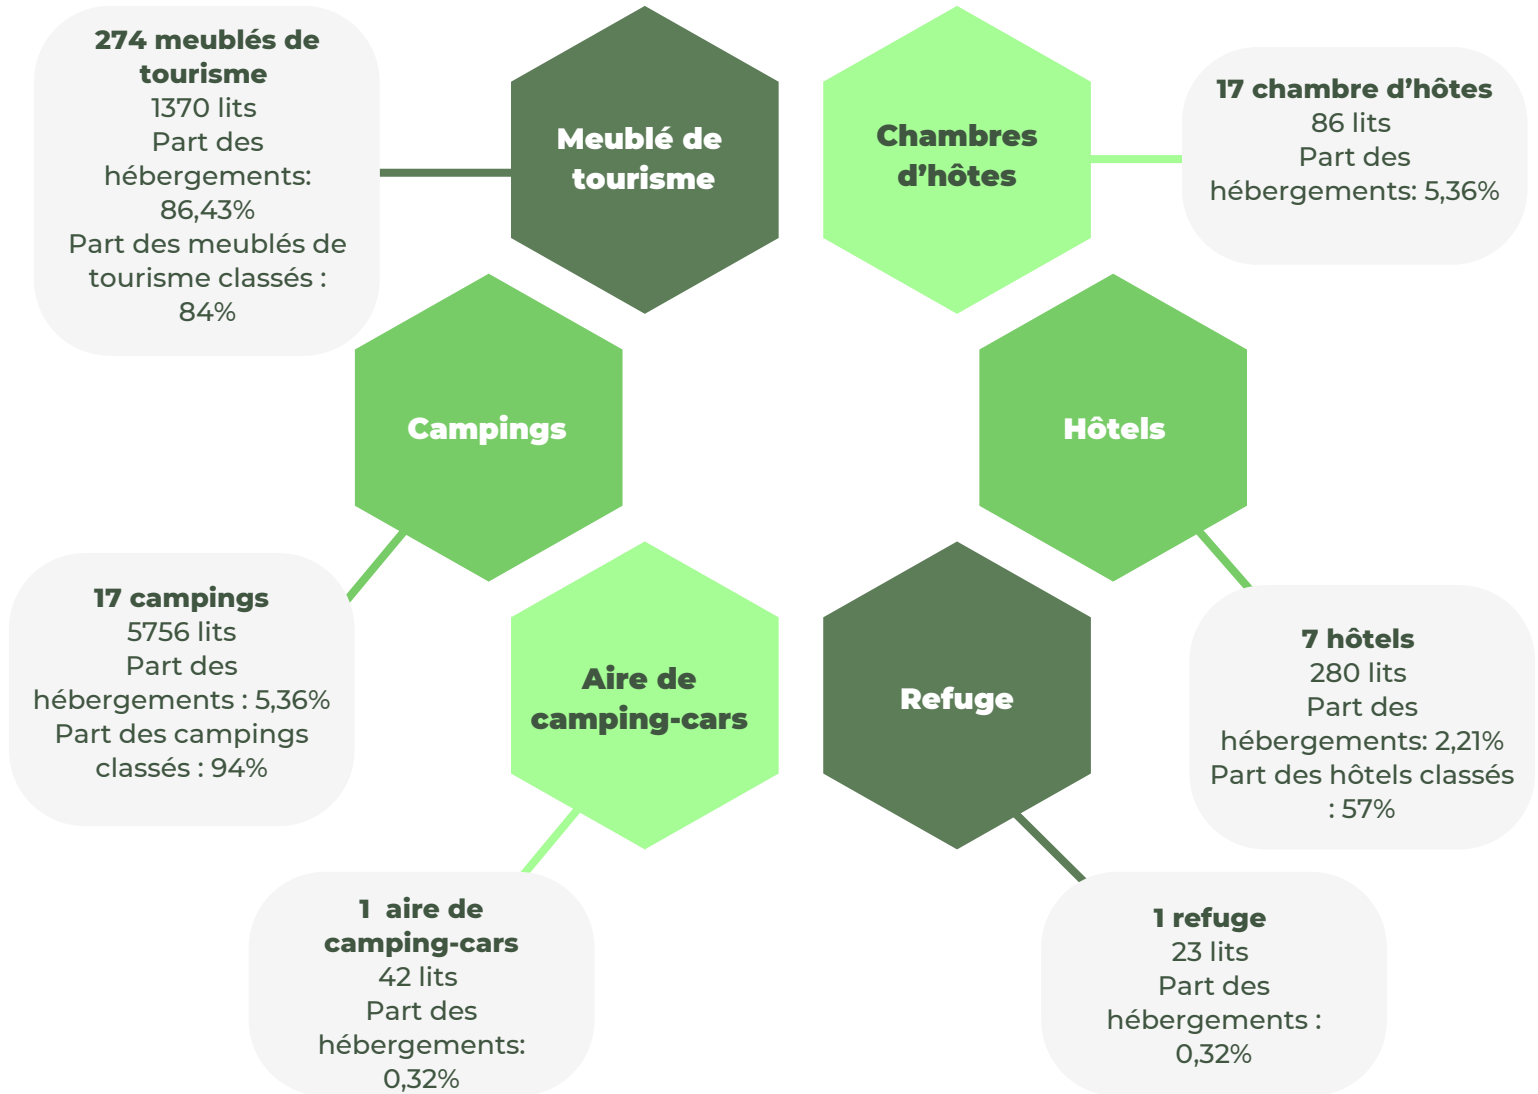 274 meublés de
tourisme
1370 lits
Part des
hébergements:
86,43%
Part des meublés de
tourisme classés :
84%
Meublé de
tourisme
Chambres
d’hôtes
17 chambre d’hôtes
86 lits
Part des
hébergements: 5,36%
Campings
Hôtels
17 campings
5756 lits
Part des
hébergements : 5,36%
Part des campings
classés : 94%
Aire de
camping-cars
Refuge
7 hôtels
280 lits
Part des
hébergements: 2,21%
Part des hôtels classés
: 57%
1 aire de
camping-cars
42 lits
Part des
hébergements:
0,32%
1 refuge
23 lits
Part des
hébergements :
0,32%